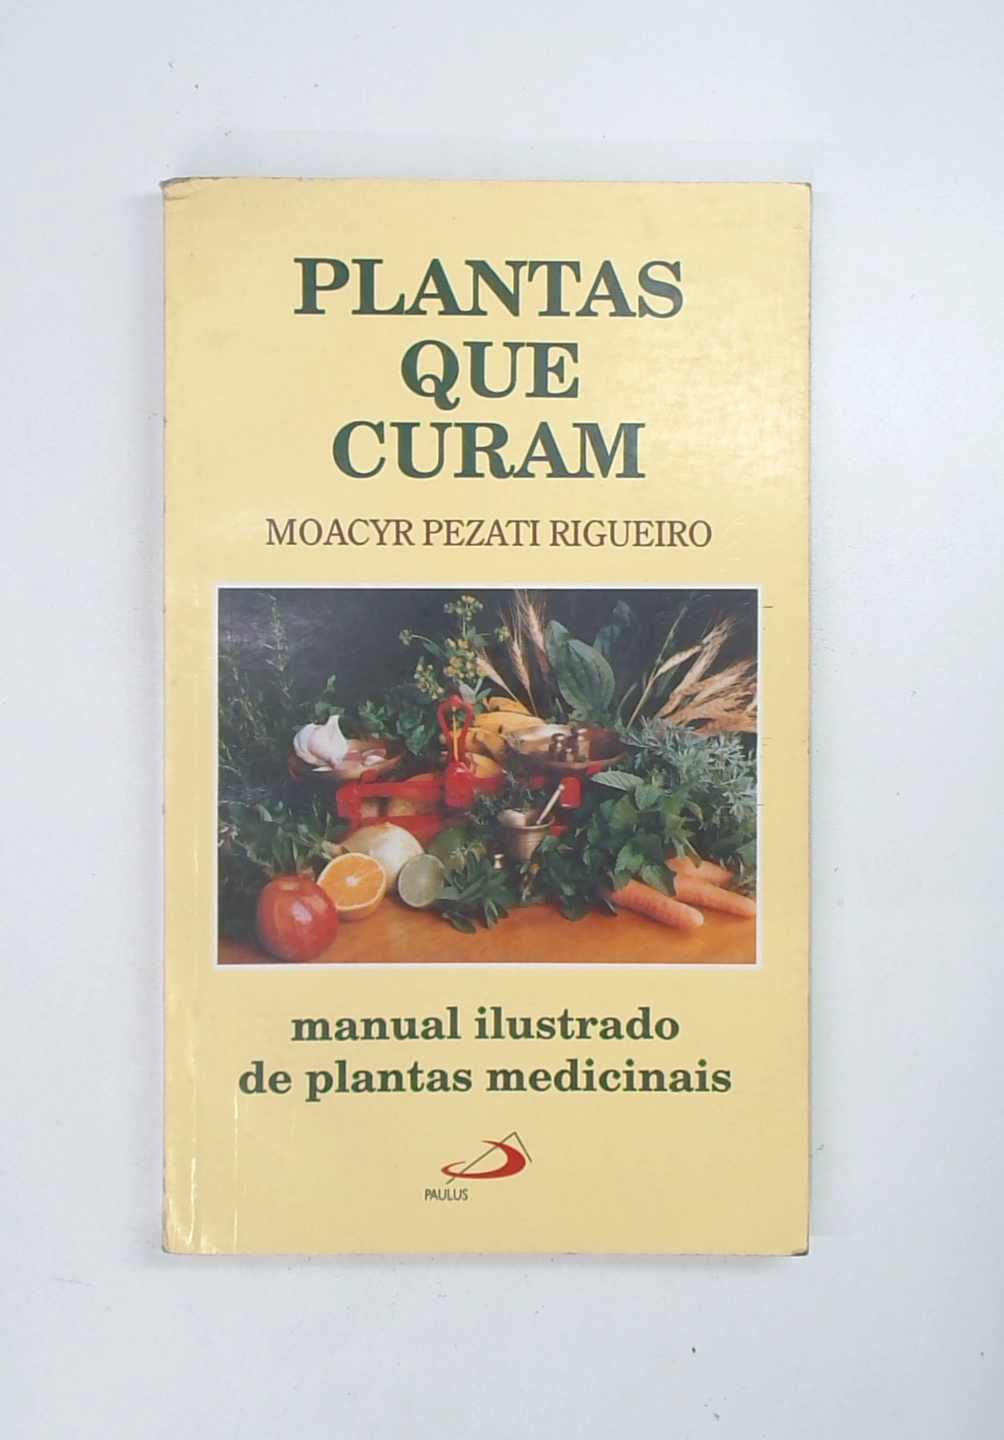 PLANTAS
QUE
CURAM
MOACYR PEZATI RIGUEIRO
manual ilustrado
de plantas medicinais
PAULUS